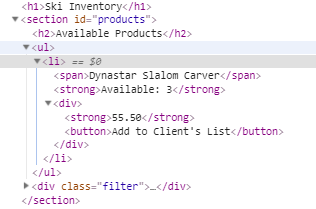 <h1>Ski Inventory</h1>
▼<section id="products">
<h2>Available Products</h2>
▼<ul>
▼<li> == $0
<span>Dynastar Slalom Carver</span>
<strong>Available: 3</strong>
▼<div>
<strong>55.50</strong>
<button>Add to Client's List</button>
</div>
</li>
</ul>
▶<div class="filter">…</div>
</section>